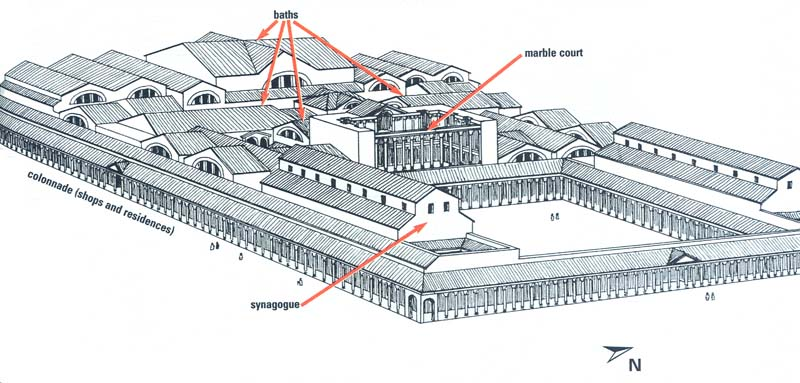 baths
marble court
colonnade (shops and residences)
synagogue
N